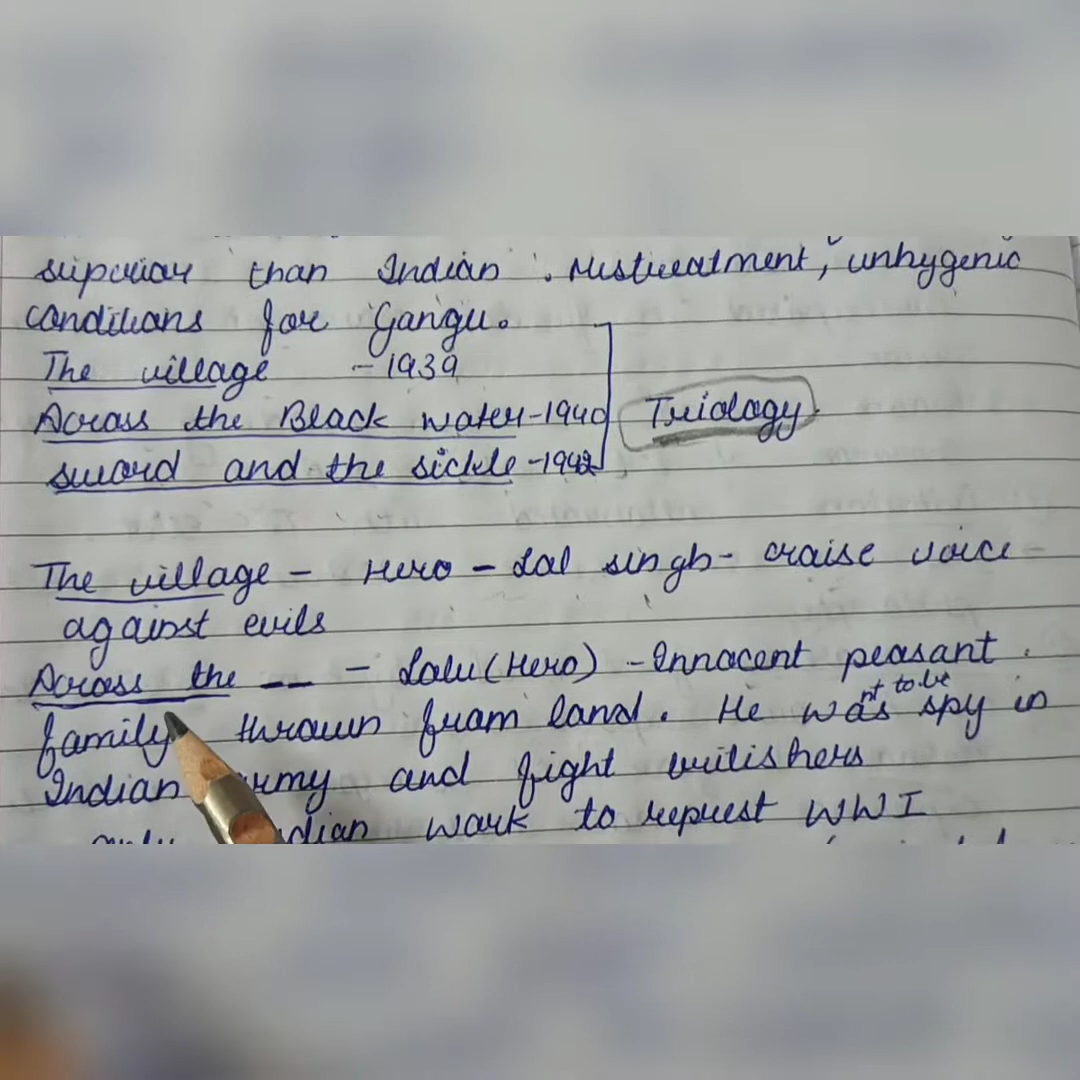 superior than Indian . Mistreatment, unhygenic
conditions for Gangu.
The village - 1939
Across the Black water-1940
Triology
sword and the sickle -1942
The village - Hero - Lal singh - raise voice -
against evils
Across the -- - Lalu (Hero) - Innocent peasant .
nt to be
family thrown from land. He was spy in
Indian army and fight britishers
Indian work to WWI